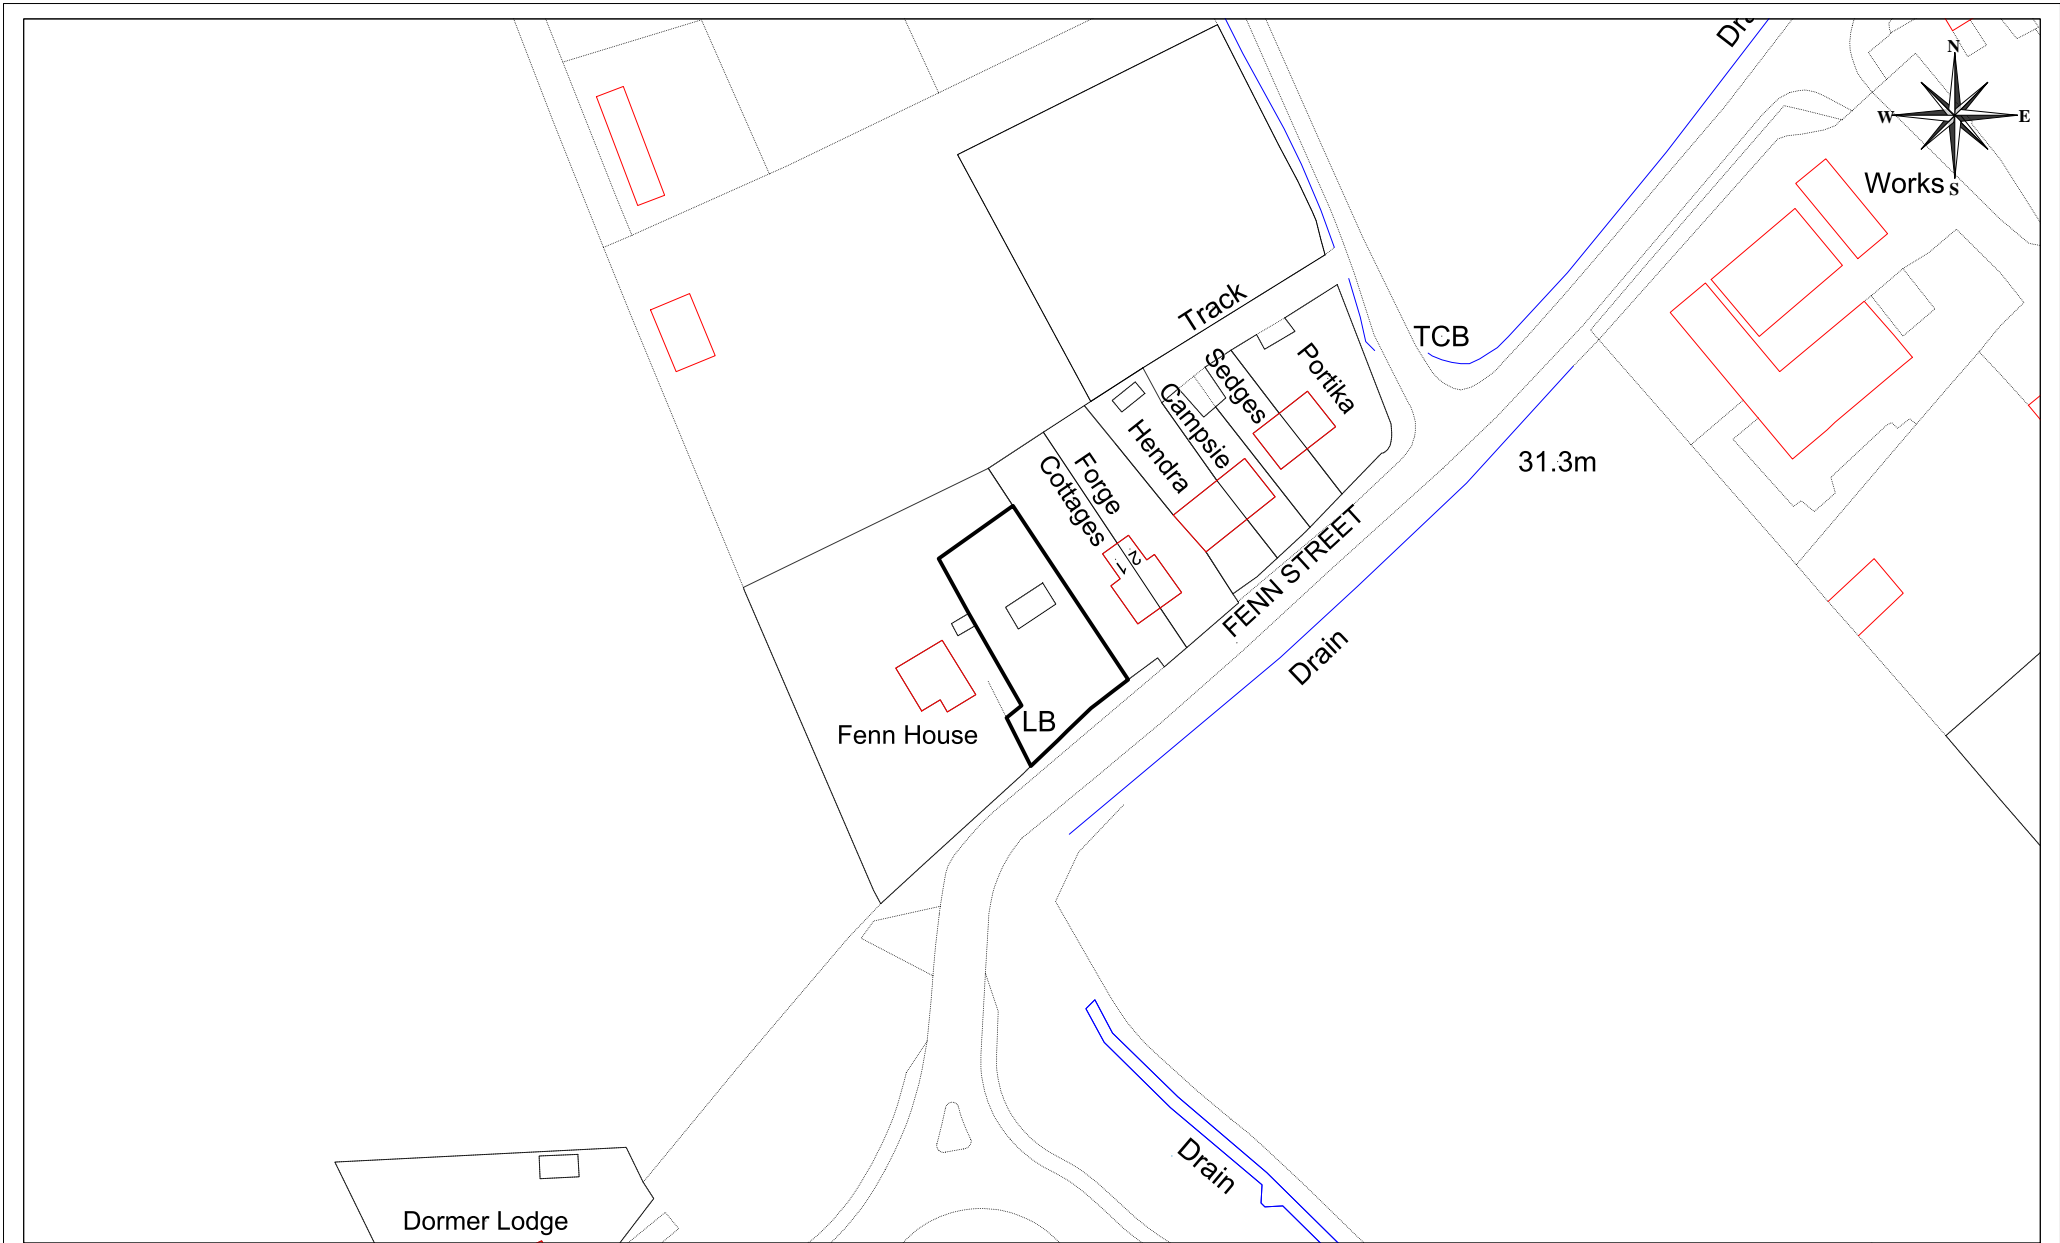 Dra
N
W
E
S
Works
Track
TCB
Sedges
Portika
Campsie
Hendra
Forge
Cottages
31.3m
2
1
FENN STREET
Drain
LB
Fenn House
Drain
Dormer Lodge